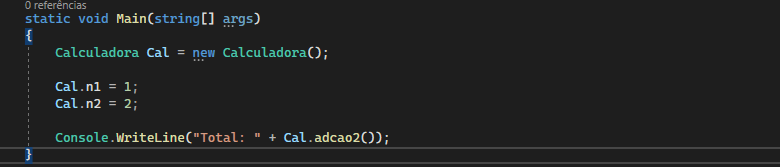 0 referências
static void Main(string[] args)
{
Calculadora Cal = new Calculadora();
Cal.n1 = 1;
Cal.n2 = 2;
Console.WriteLine("Total: " + Cal.adcao2());
}